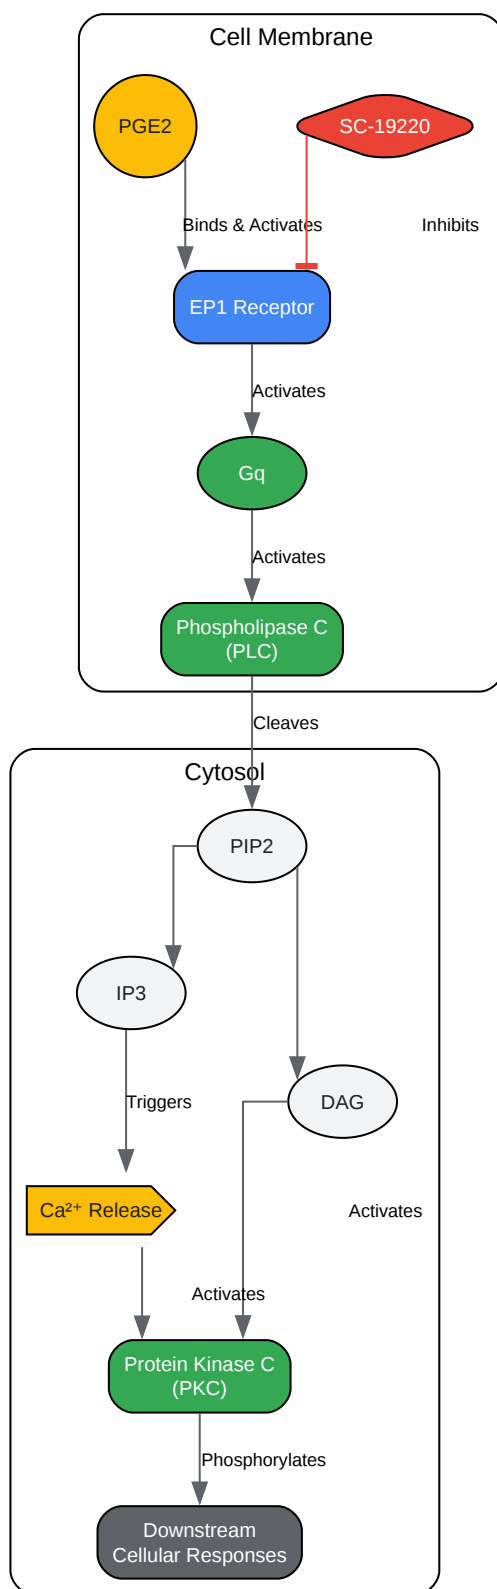 Cell Membrane
PGE2
SC-19220
Binds & Activates
Inhibits
EP1 Receptor
Activates
Gq
Activates
Phospholipase C
(PLC)
Cleaves
Cytosol
PIP2
IP3
DAG
Triggers
Ca²⁺ Release
Activates
Activates
Protein Kinase C
(PKC)
Phosphorylates
Downstream
Cellular Responses